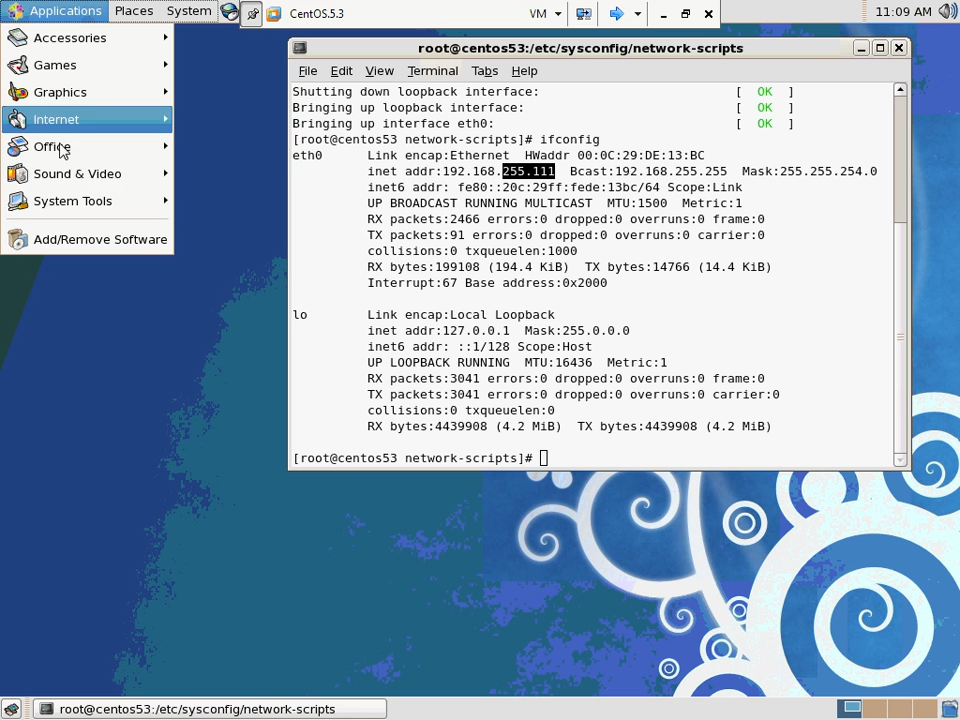 Applications Places System CentOS.5.3 VM 11:09 AM
Accessories
Games
Graphics
Internet
Office
Sound & Video
System Tools
Add/Remove Software
root@centos53:/etc/sysconfig/network-scripts
File Edit View Terminal Tabs Help
Shutting down loopback interface: [ OK ]
Bringing up loopback interface: [ OK ]
Bringing up interface eth0: [ OK ]
[root@centos53 network-scripts]# ifconfig
eth0 Link encap:Ethernet HWaddr 00:0C:29:DE:13:BC
inet addr:192.168.255.111 Bcast:192.168.255.255 Mask:255.255.254.0
inet6 addr: fe80::20c:29ff:fede:13bc/64 Scope:Link
UP BROADCAST RUNNING MULTICAST MTU:1500 Metric:1
RX packets:2466 errors:0 dropped:0 overruns:0 frame:0
TX packets:91 errors:0 dropped:0 overruns:0 carrier:0
collisions:0 txqueuelen:1000
RX bytes:199108 (194.4 KiB) TX bytes:14766 (14.4 KiB)
Interrupt:67 Base address:0x2000
lo Link encap:Local Loopback
inet addr:127.0.0.1 Mask:255.0.0.0
inet6 addr: ::1/128 Scope:Host
UP LOOPBACK RUNNING MTU:16436 Metric:1
RX packets:3041 errors:0 dropped:0 overruns:0 frame:0
TX packets:3041 errors:0 dropped:0 overruns:0 carrier:0
collisions:0 txqueuelen:0
RX bytes:4439908 (4.2 MiB) TX bytes:4439908 (4.2 MiB)
[root@centos53 network-scripts]#
root@centos53:/etc/sysconfig/network-scripts